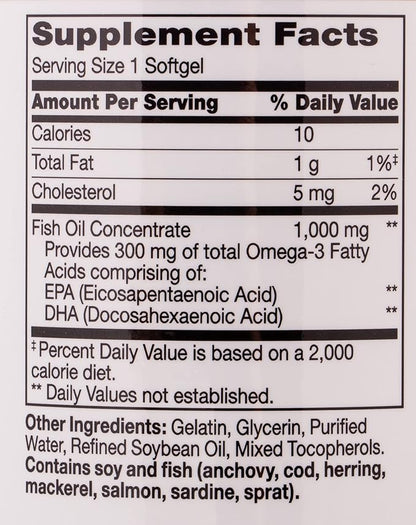 Supplement Facts
Serving Size 1 Softgel
Amount Per Serving % Daily Value
Calories 10
Total Fat 1 g 1%‡
Cholesterol 5 mg 2%
Fish Oil Concentrate 1,000 mg **
Provides 300 mg of total Omega-3 Fatty
Acids comprising of:
EPA (Eicosapentaenoic Acid) **
DHA (Docosahexaenoic Acid) **
‡Percent Daily Value is based on a 2,000
calorie diet.
** Daily Values not established.
Other Ingredients: Gelatin, Glycerin, Purified
Water, Refined Soybean Oil, Mixed Tocopherols.
Contains soy and fish (anchovy, cod, herring,
mackerel, salmon, sardine, sprat).